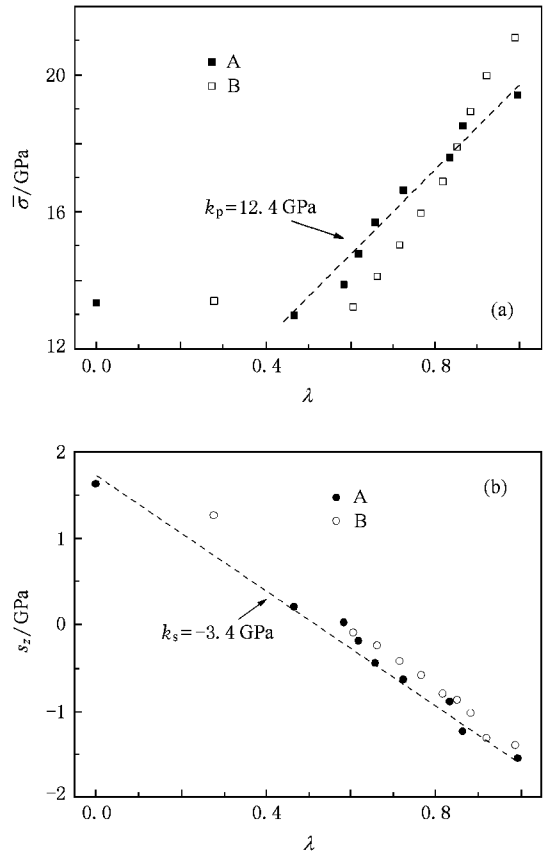 20
A
B
σ̄/GPa
k_p=12.4 GPa
16
(a)
12
0.0 0.4 0.8
λ
2
(b)
A
1
B
s_z/GPa
0
k_s=−3.4 GPa
−1
−2
0.0 0.4 0.8
λ